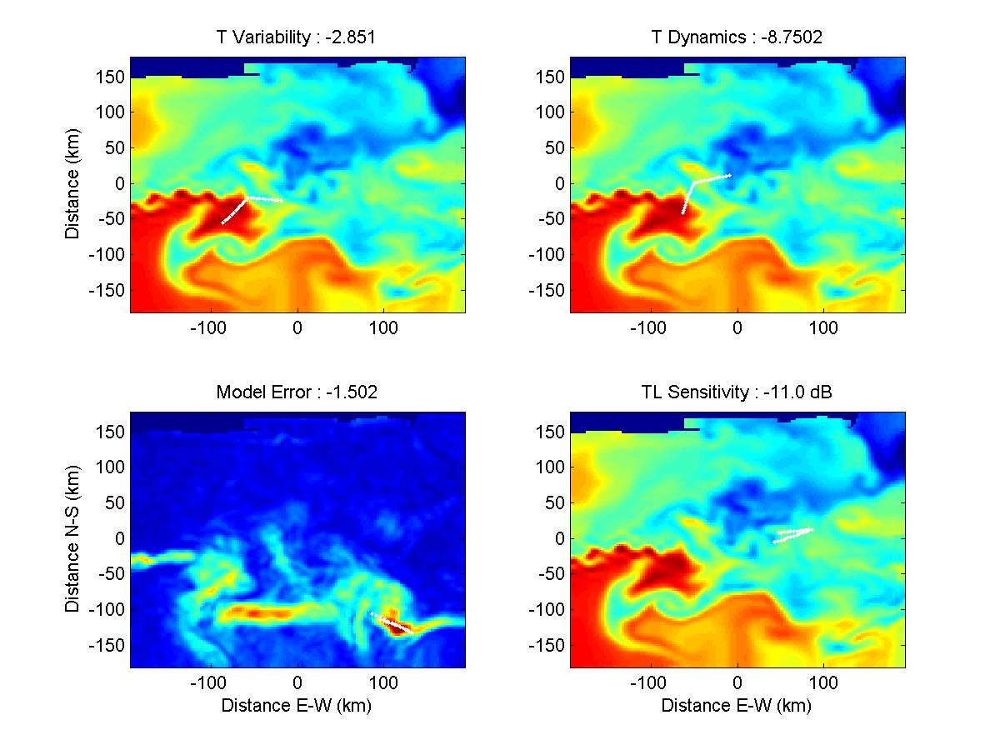 T Variability : -2.851
T Dynamics : -8.7502
Distance (km)
150
100
50
0
-50
-100
-150
-100 0 100
150
100
50
0
-50
-100
-150
-100 0 100
Model Error : -1.502
TL Sensitivity : -11.0 dB
Distance N-S (km)
150
100
50
0
-50
-100
-150
-100 0 100
Distance E-W (km)
150
100
50
0
-50
-100
-150
-100 0 100
Distance E-W (km)